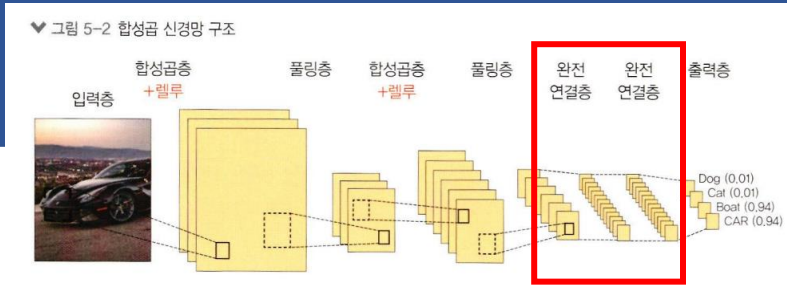 그림 5-2 합성곱 신경망 구조
입력층
합성곱층
+렐루
풀링층
합성곱층
+렐루
풀링층
완전
연결층
완전
연결층
출력층
Dog (0,01)
Cat (0,01)
Boat (0,94)
CAR (0,94)